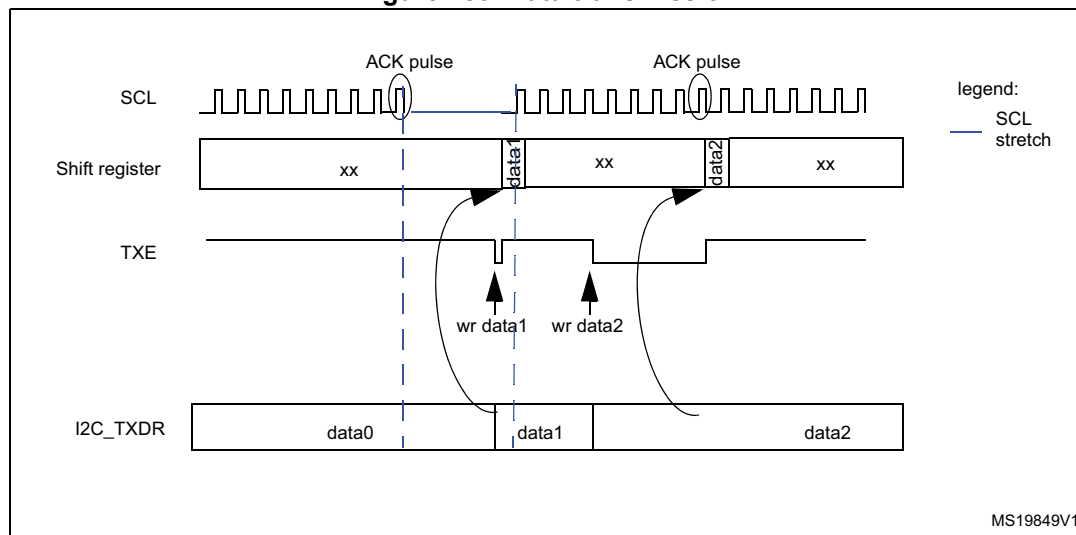 ACK pulse
ACK pulse
SCL
legend:
SCL
stretch
Shift register
xx
data1
xx
data2
xx
TXE
wr data1
wr data2
I2C_TXDR
data0
data1
data2
MS19849V1